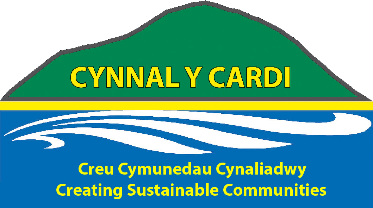 CYNNAL Y CARDI
Creu Cymunedau Cynaliadwy
Creating Sustainable Communities